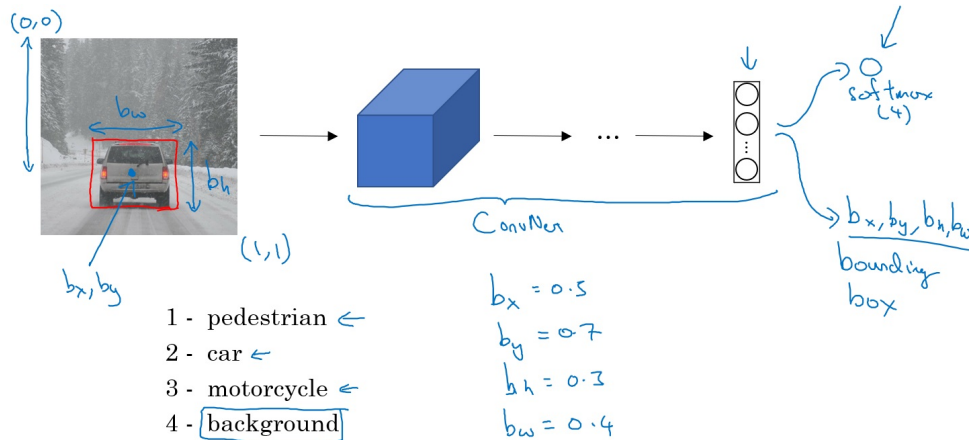 (0,0)
bw
bh
(1,1)
bx, by
...
ConvNet
softmax
(4)
bx, by, bh, bw
bounding
box
1 - pedestrian
2 - car
3 - motorcycle
4 - background
bx = 0.5
by = 0.7
bh = 0.3
bw = 0.4